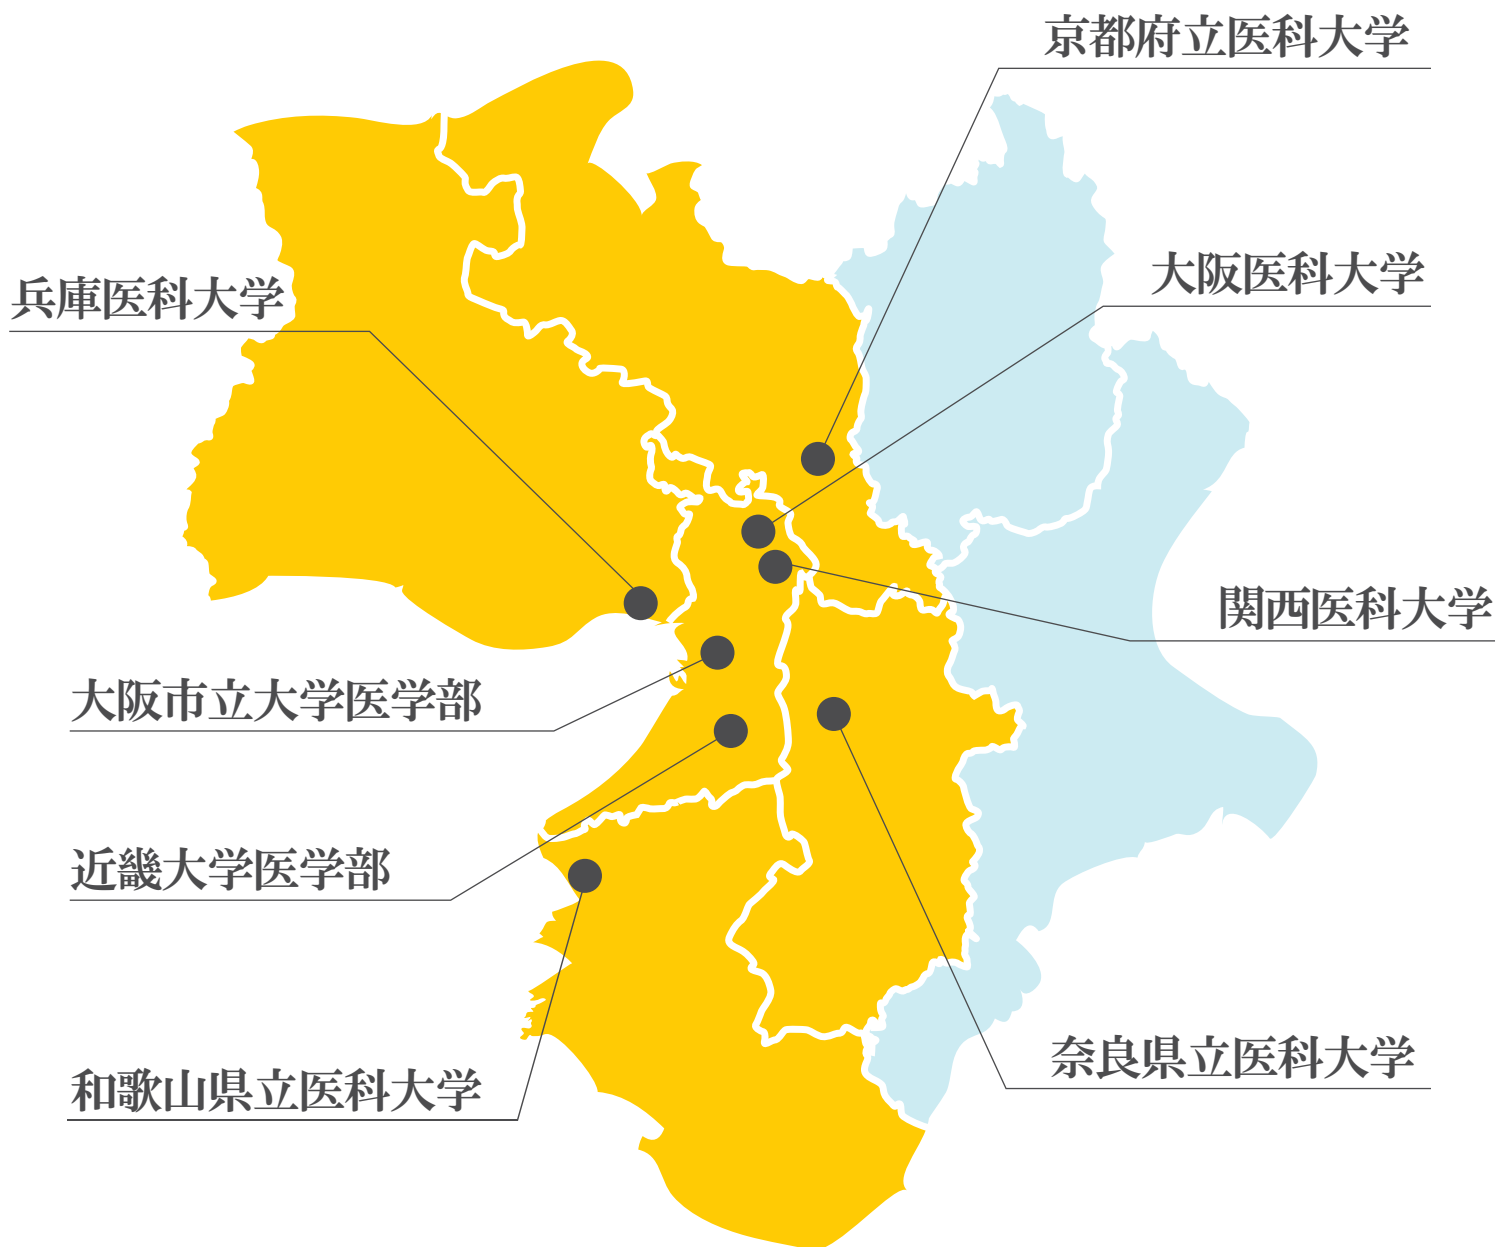 京都府立医科大学
大阪医科大学
兵庫医科大学
関西医科大学
大阪市立大学医学部
近畿大学医学部
奈良県立医科大学
和歌山県立医科大学